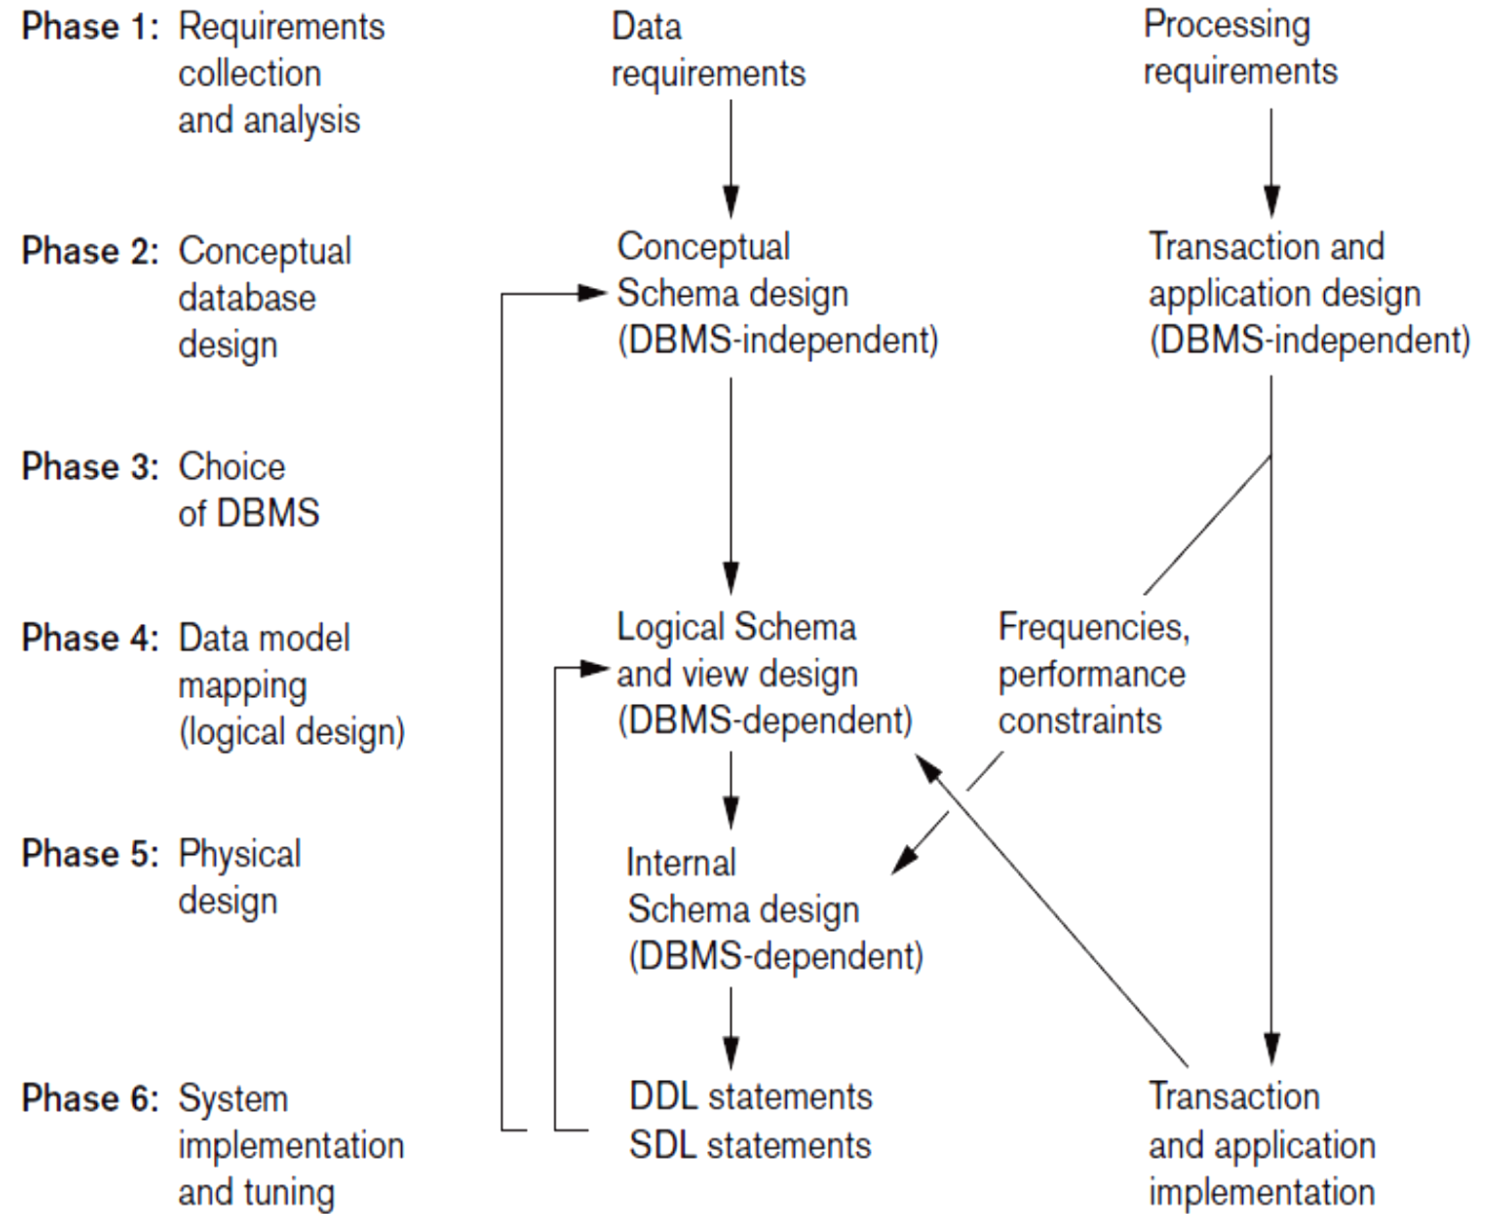 Phase 1: Requirements
collection
and analysis
Data
requirements
Processing
requirements
Phase 2: Conceptual
database
design
Conceptual
Schema design
(DBMS-independent)
Transaction and
application design
(DBMS-independent)
Phase 3: Choice
of DBMS
Phase 4: Data model
mapping
(logical design)
Logical Schema
and view design
(DBMS-dependent)
Frequencies,
performance
constraints
Phase 5: Physical
design
Internal
Schema design
(DBMS-dependent)
Phase 6: System
implementation
and tuning
DDL statements
SDL statements
Transaction
and application
implementation